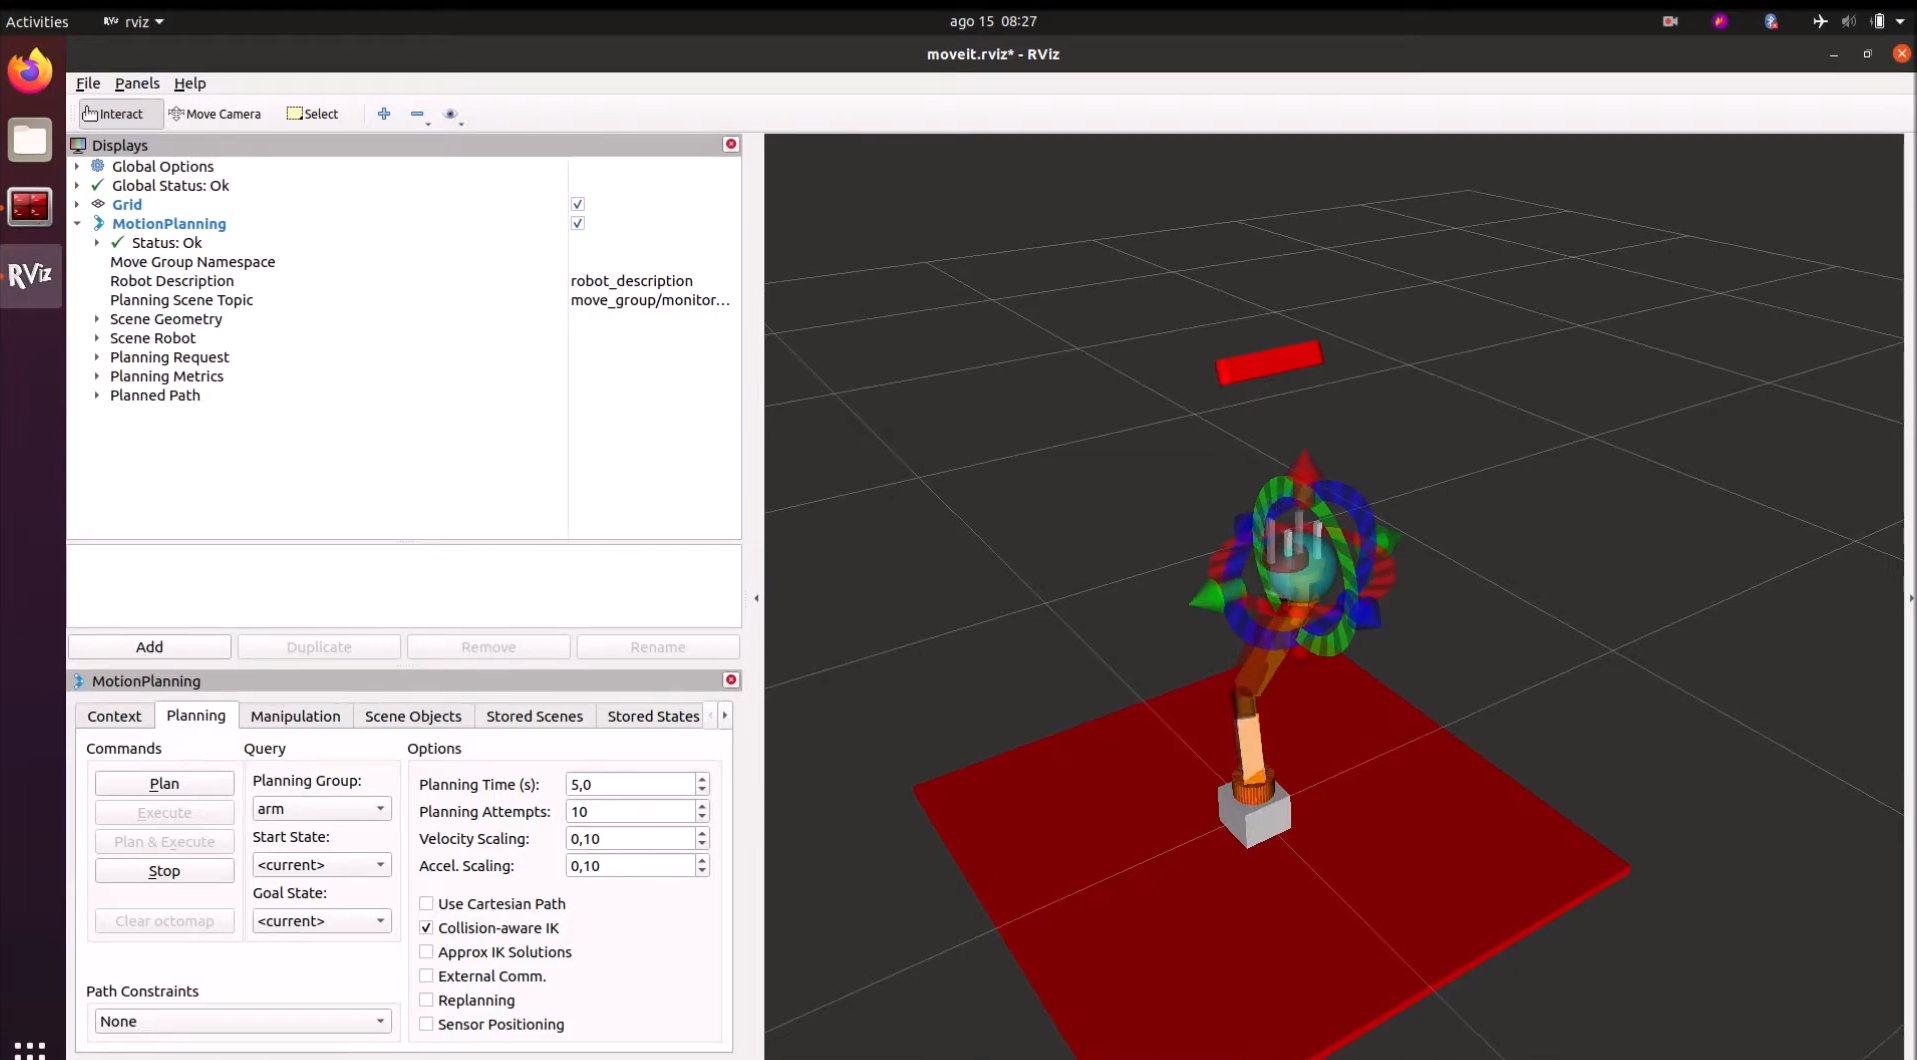 Activities
RViz rviz
ago 15 08:27
moveit.rviz* - RViz
File Panels Help
Interact Move Camera Select
Displays
Global Options
Global Status: Ok
Grid
MotionPlanning
Status: Ok
Move Group Namespace
Robot Description robot_description
Planning Scene Topic move_group/monitor...
Scene Geometry
Scene Robot
Planning Request
Planning Metrics
Planned Path
RViz
Add Duplicate Remove Rename
MotionPlanning
Context Planning Manipulation Scene Objects Stored Scenes Stored States
Commands Query Options
Plan
Execute
Plan & Execute
Stop
Clear octomap
Planning Group:
arm
Start State:
<current>
Goal State:
<current>
Planning Time (s): 5,0
Planning Attempts: 10
Velocity Scaling: 0,10
Accel. Scaling: 0,10
Use Cartesian Path
Collision-aware IK
Approx IK Solutions
External Comm.
Replanning
Sensor Positioning
Path Constraints
None